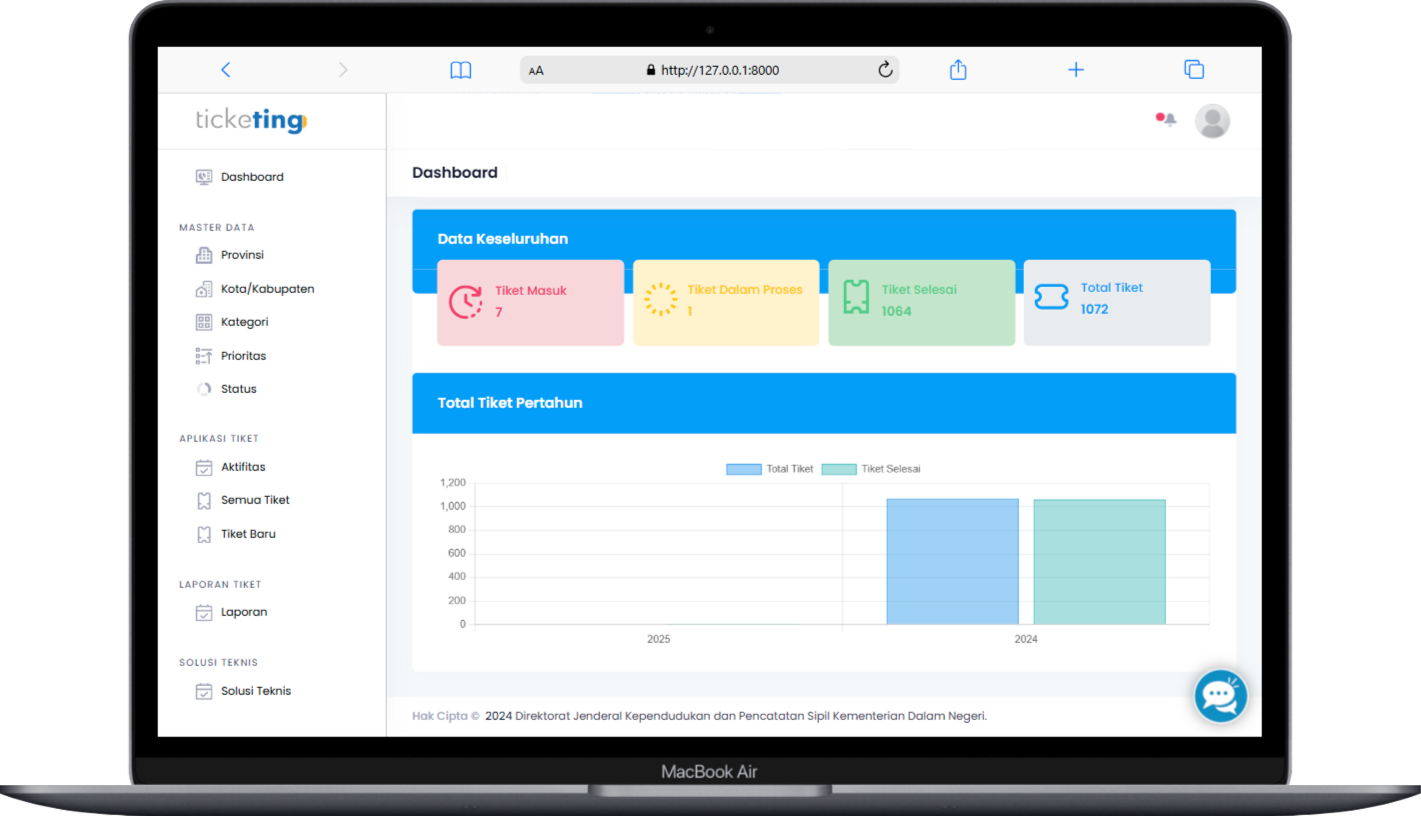 AA
http://127.0.0.1:8000
ticketing
Dashboard
MASTER DATA
Provinsi
Kota/Kabupaten
Kategori
Prioritas
Status
APLIKASI TIKET
Aktifitas
Semua Tiket
Tiket Baru
LAPORAN TIKET
Laporan
SOLUSI TEKNIS
Solusi Teknis
Dashboard
Data Keseluruhan
Tiket Masuk
7
Tiket Dalam Proses
1
Tiket Selesai
1064
Total Tiket
1072
Total Tiket Pertahun
Total Tiket
Tiket Selesai
1,200
1,000
800
600
400
200
0
2025
2024
Hak Cipta © 2024 Direktorat Jenderal Kependudukan dan Pencatatan Sipil Kementerian Dalam Negeri.
MacBook Air